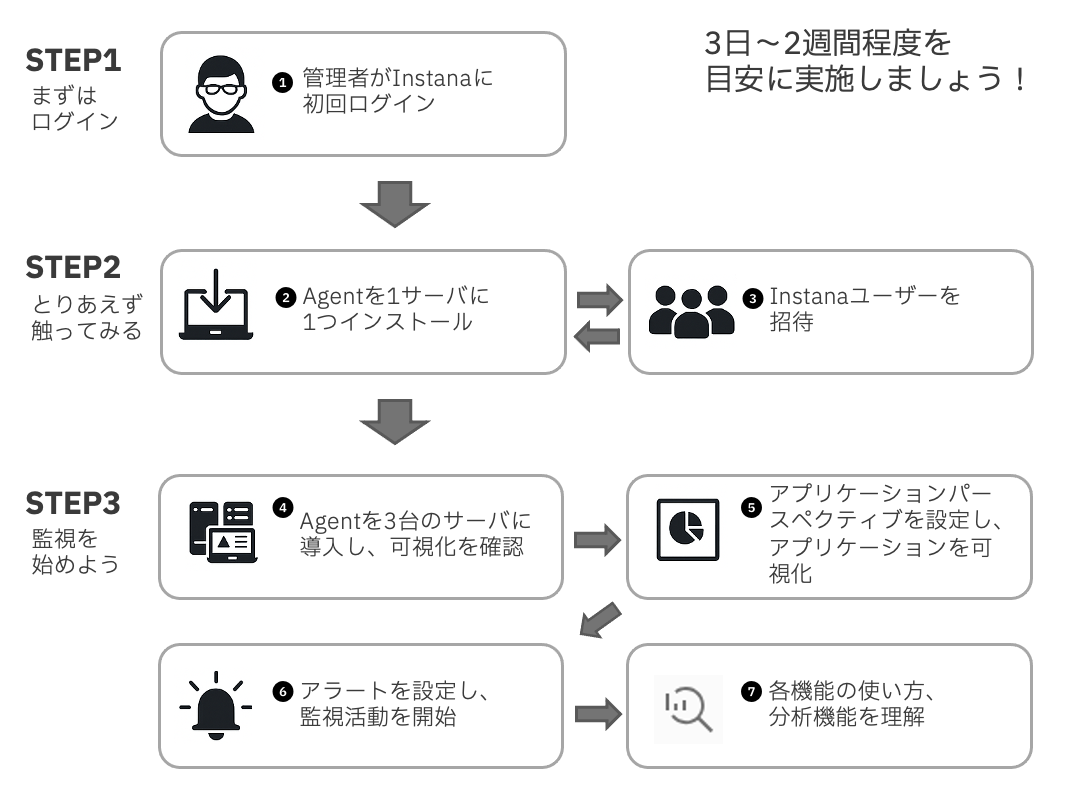 3日～2週間程度を
目安に実施しましょう！
STEP1
まずは
ログイン
1 管理者がInstanaに
初回ログイン
STEP2
とりあえず
触ってみる
2 Agentを1サーバに
1つインストール
3 Instanaユーザーを
招待
STEP3
監視を
始めよう
4 Agentを3台のサーバに
導入し、可視化を確認
5 アプリケーションパー
スペクティブを設定し、
アプリケーションを可
視化
6 アラートを設定し、
監視活動を開始
7 各機能の使い方、
分析機能を理解